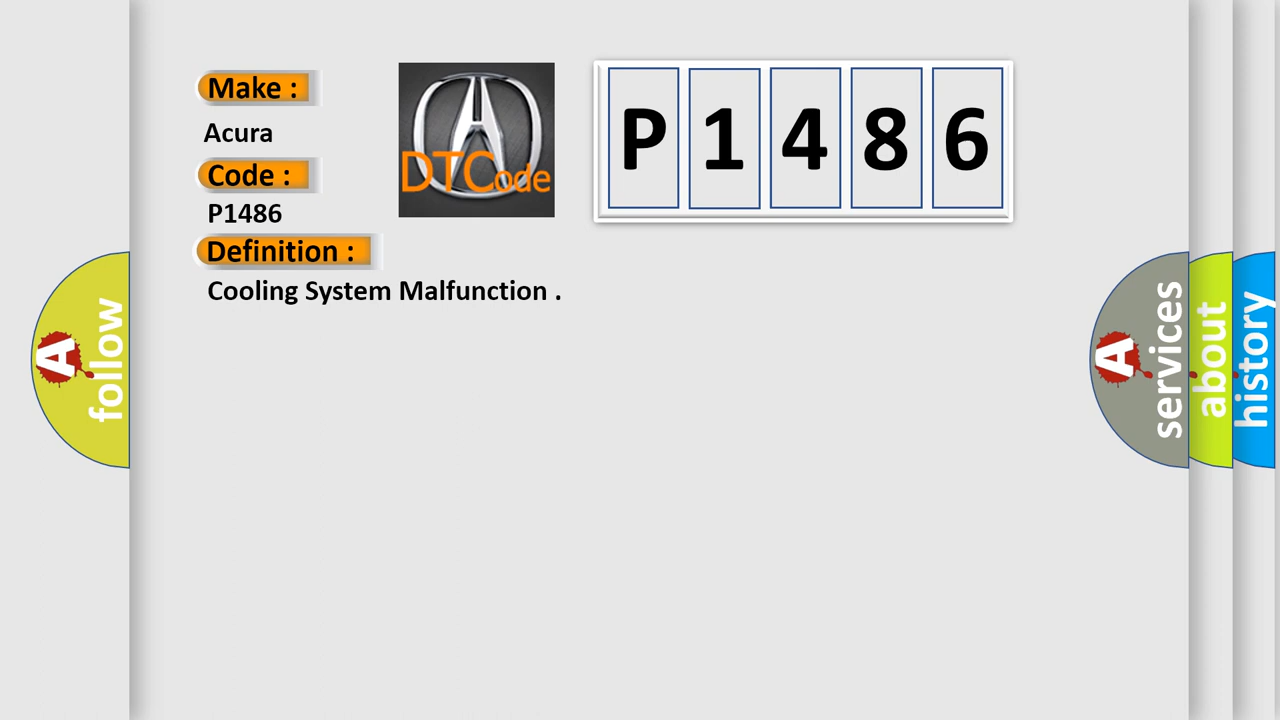 Make :
Acura
Code :
P1486
Definition :
Cooling System Malfunction .
DTCode
P 1 4 8 6
A follow
A services
about
history